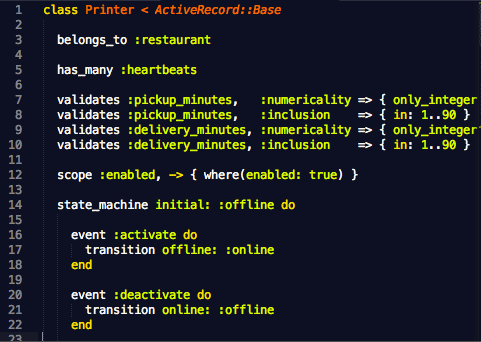 1 class Printer < ActiveRecord::Base
2
3 belongs_to :restaurant
4
5 has_many :heartbeats
6
7 validates :pickup_minutes, :numericality => { only_integer
8 validates :pickup_minutes, :inclusion => { in: 1..90 }
9 validates :delivery_minutes, :numericality => { only_integer
10 validates :delivery_minutes, :inclusion => { in: 1..90 }
11
12 scope :enabled, -> { where(enabled: true) }
13
14 state_machine initial: :offline do
15
16 event :activate do
17 transition offline: :online
18 end
19
20 event :deactivate do
21 transition online: :offline
22 end
23